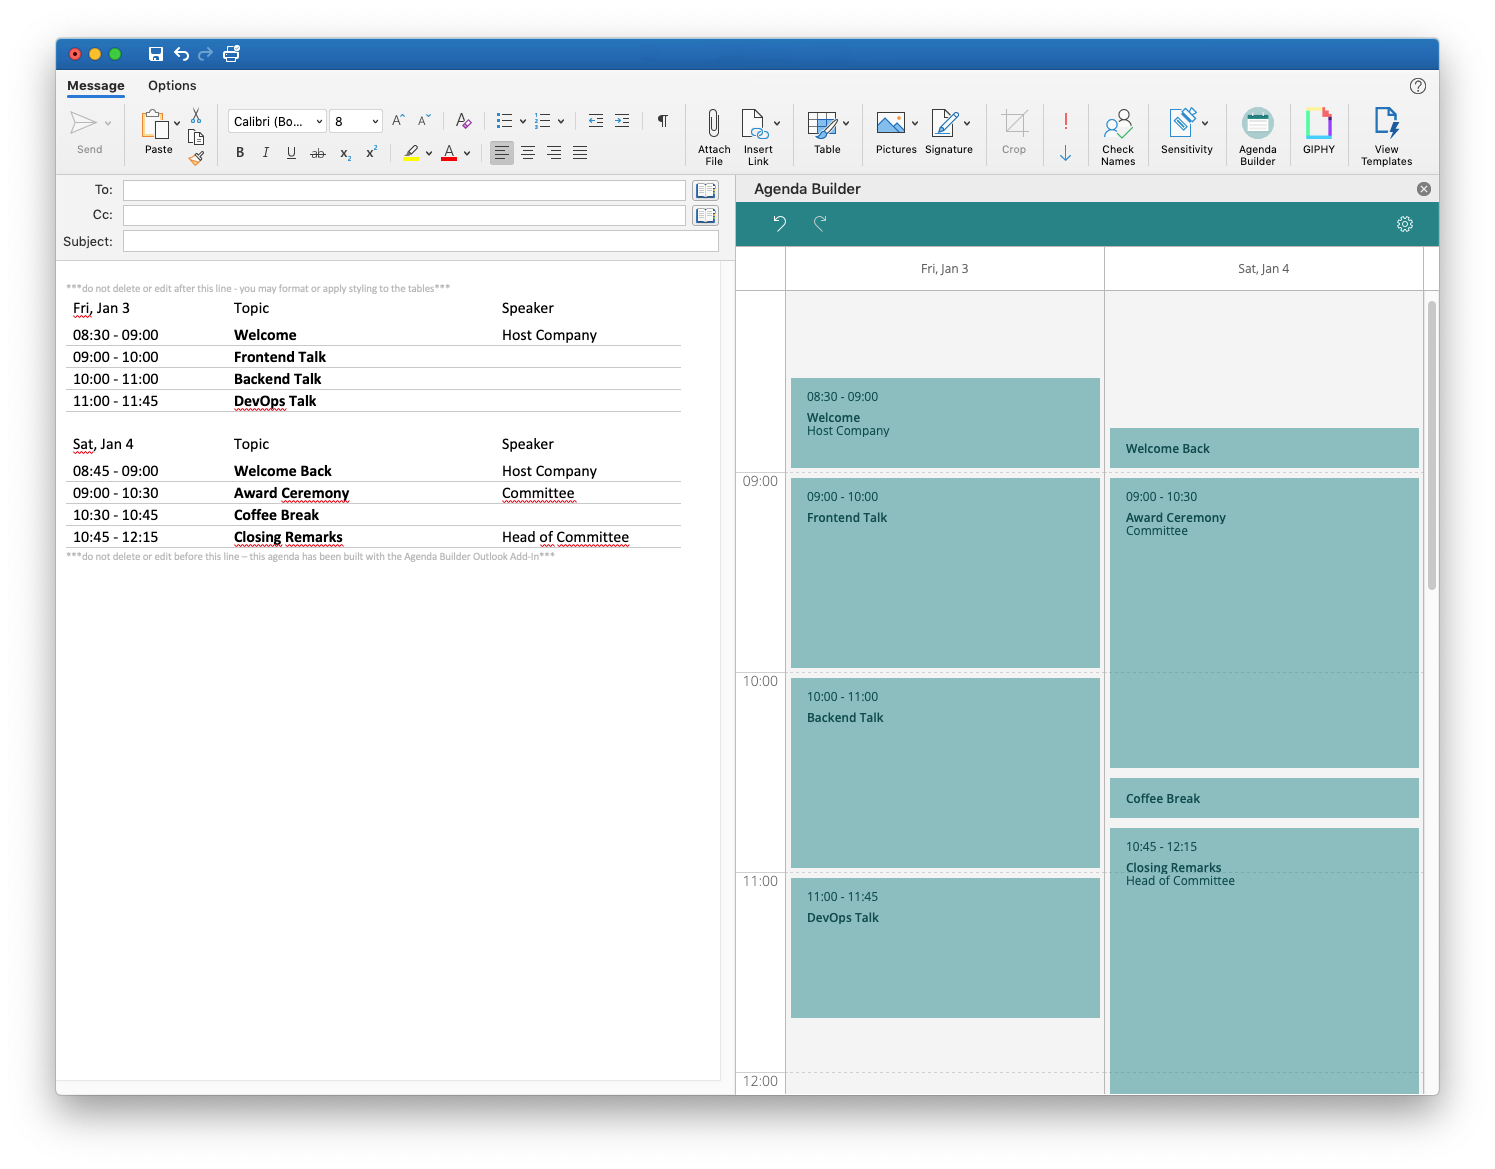 Message Options
Send
Paste
Calibri (Bo... 8
Attach File
Insert Link
Table
Pictures
Signature
Crop
Check Names
Sensitivity
Agenda Builder
GIPHY
View Templates
To:
Cc:
Subject:
***do not delete or edit after this line - you may format or apply styling to the tables***
Fri, Jan 3 Topic Speaker
08:30 - 09:00 Welcome Host Company
09:00 - 10:00 Frontend Talk
10:00 - 11:00 Backend Talk
11:00 - 11:45 DevOps Talk
Sat, Jan 4 Topic Speaker
08:45 - 09:00 Welcome Back Host Company
09:00 - 10:30 Award Ceremony Committee
10:30 - 10:45 Coffee Break
10:45 - 12:15 Closing Remarks Head of Committee
***do not delete or edit before this line – this agenda has been built with the Agenda Builder Outlook Add-In***
Agenda Builder
Fri, Jan 3 Sat, Jan 4
09:00
10:00
11:00
12:00
08:30 - 09:00
Welcome
Host Company
09:00 - 10:00
Frontend Talk
10:00 - 11:00
Backend Talk
11:00 - 11:45
DevOps Talk
Welcome Back
09:00 - 10:30
Award Ceremony
Committee
Coffee Break
10:45 - 12:15
Closing Remarks
Head of Committee